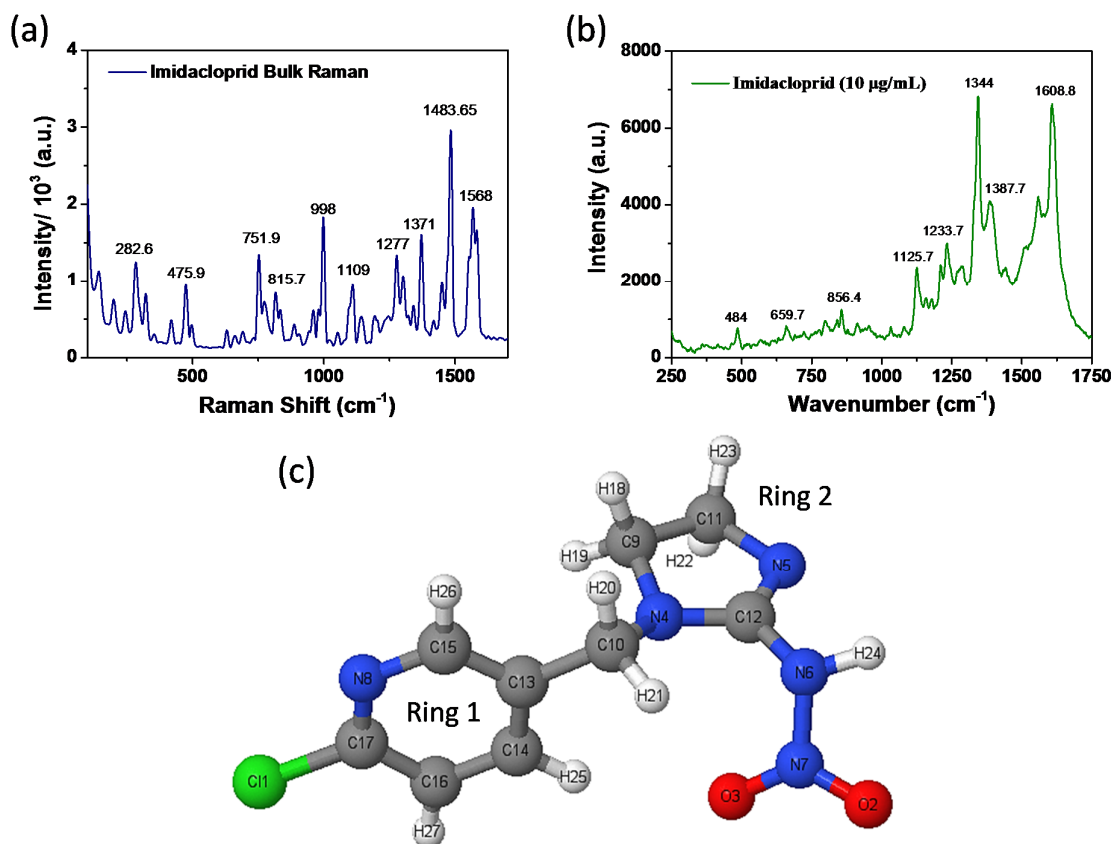 (a)
Imidacloprid Bulk Raman
Intensity/ 10³ (a.u.)
4
3
2
1
0
282.6
475.9
751.9
815.7
998
1109
1277
1371
1483.65
1568
500
1000
1500
Raman Shift (cm⁻¹)
(b)
Imidacloprid (10 µg/mL)
Intensity (a.u.)
8000
6000
4000
2000
0
484
659.7
856.4
1125.7
1233.7
1344
1387.7
1608.8
250
500
750
1000
1250
1500
1750
Wavenumber (cm⁻¹)
(c)
H23
H18
Ring 2
C11
C9
H19
H22
N5
H26
H20
N4
C12
C15
C10
H24
N6
N8
C13
H21
Ring 1
C17
C14
N7
Cl1
C16
H25
O3
O2
H27